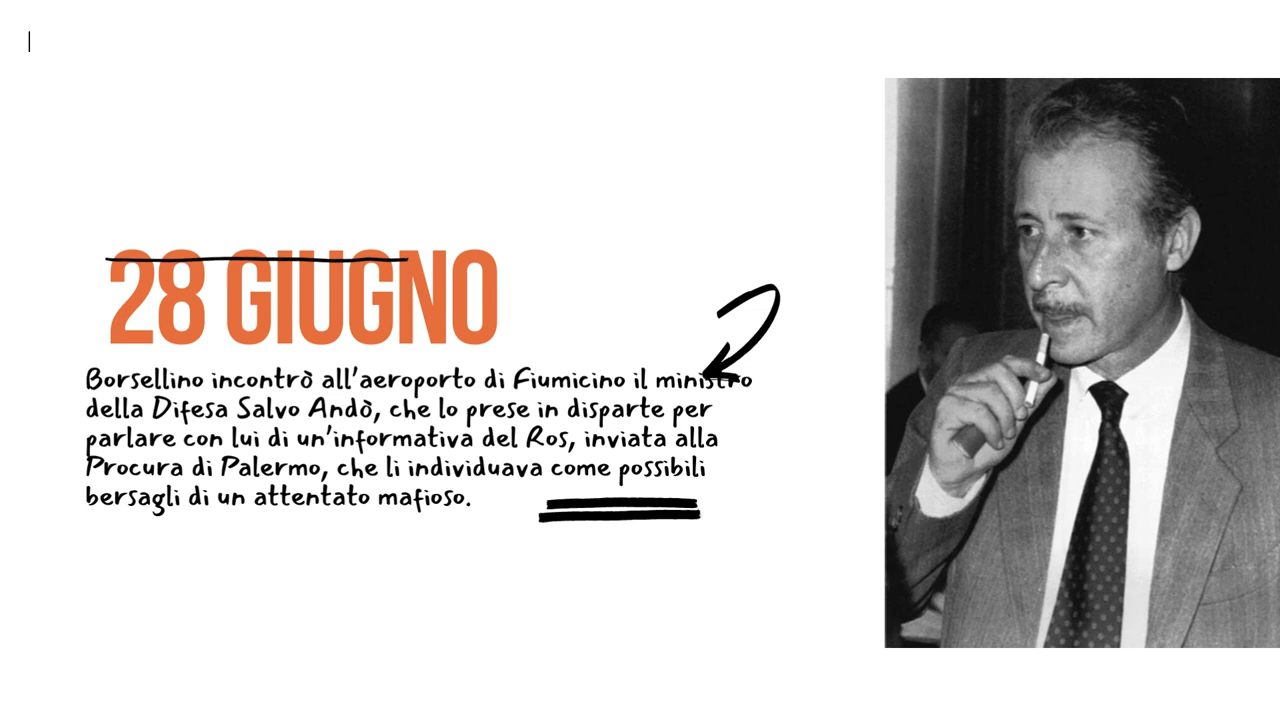 28 GIUGNO
Borsellino incontrò all'aeroporto di Fiumicino il ministro
della Difesa Salvo Andò, che lo prese in disparte per
parlare con lui di un'informativa del Ros, inviata alla
Procura di Palermo, che li individuava come possibili
bersagli di un attentato mafioso.